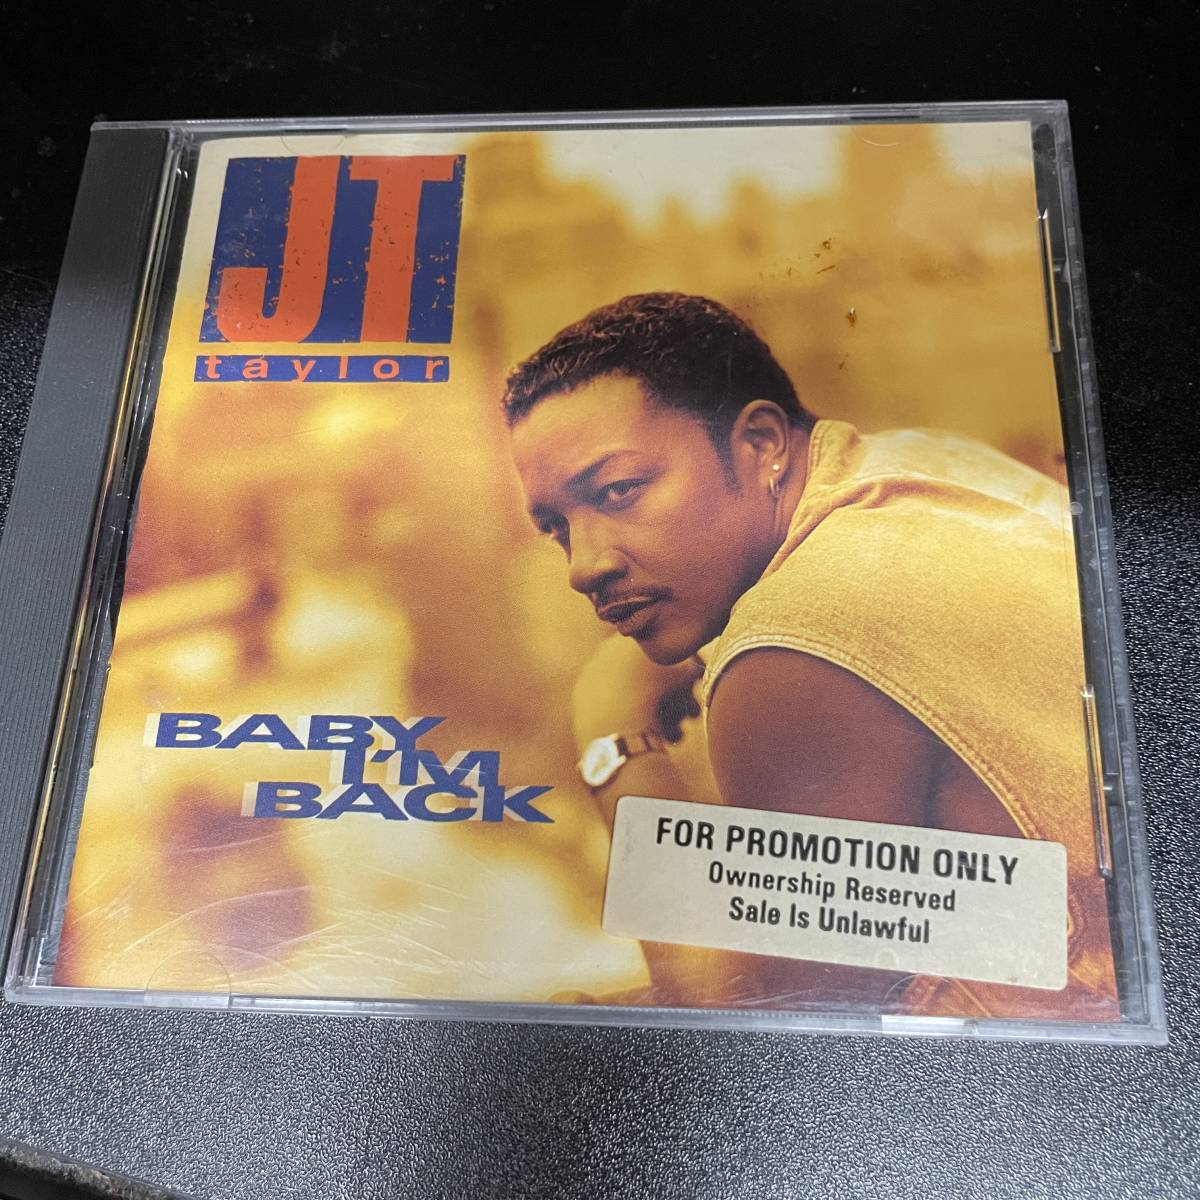 JT
taylor
BABY
I'M
BACK
FOR PROMOTION ONLY
Ownership Reserved
Sale Is Unlawful